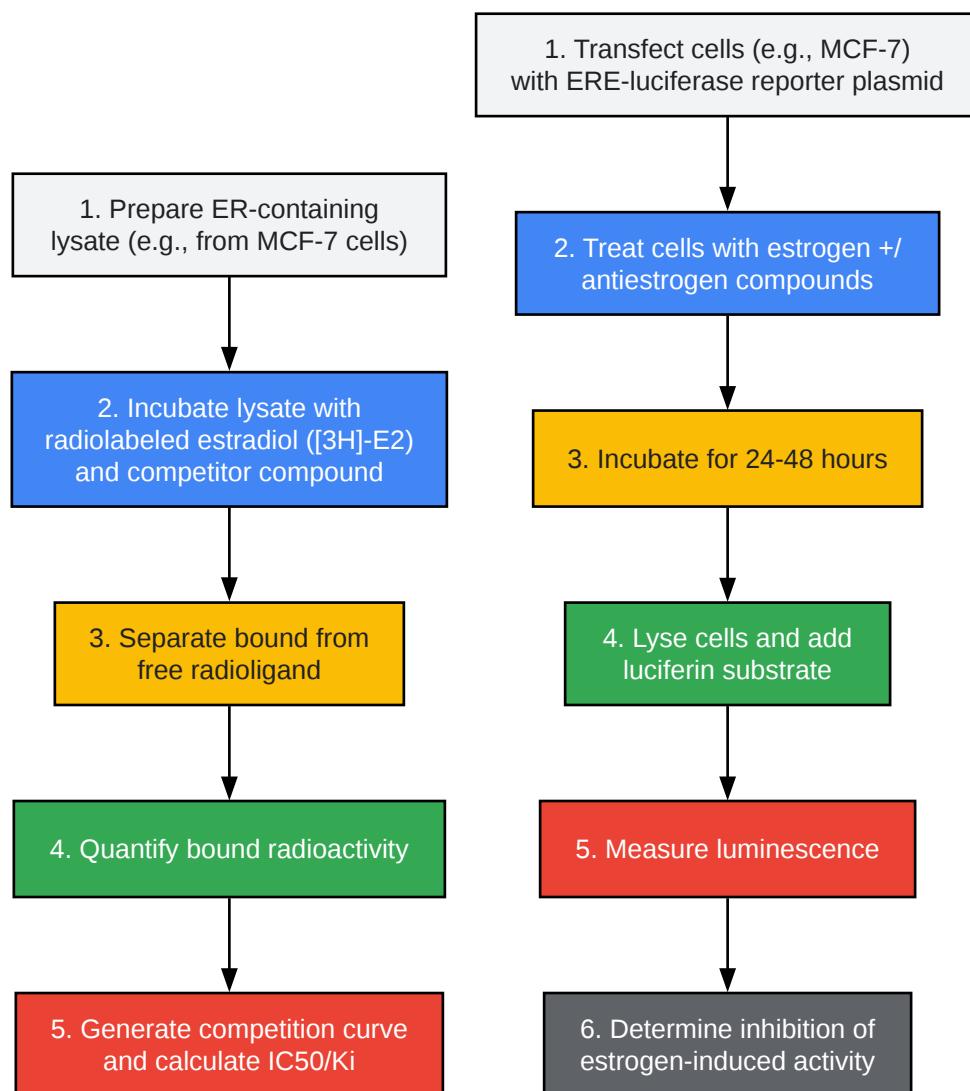 1. Prepare ER-containing
lysate (e.g., from MCF-7 cells)
2. Incubate lysate with
radiolabeled estradiol ([3H]-E2)
and competitor compound
3. Separate bound from
free radioligand
4. Quantify bound radioactivity
5. Generate competition curve
and calculate IC50/Ki
1. Transfect cells (e.g., MCF-7)
with ERE-luciferase reporter plasmid
2. Treat cells with estrogen +/
antiestrogen compounds
3. Incubate for 24-48 hours
4. Lyse cells and add
luciferin substrate
5. Measure luminescence
6. Determine inhibition of
estrogen-induced activity